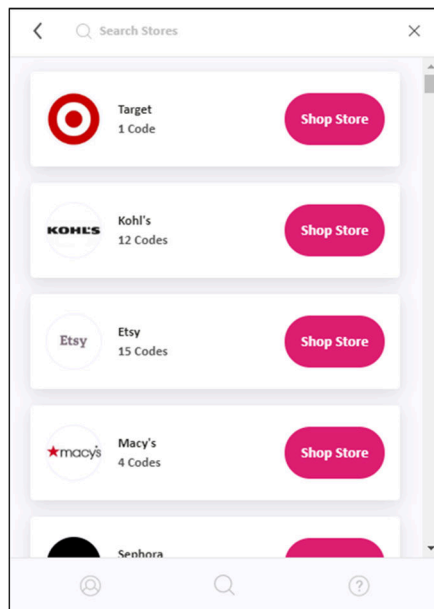 Search Stores
Target
1 Code
Shop Store
KOHL'S
Kohl's
12 Codes
Shop Store
Etsy
Etsy
15 Codes
Shop Store
★macy's
Macy's
4 Codes
Shop Store
Sephora